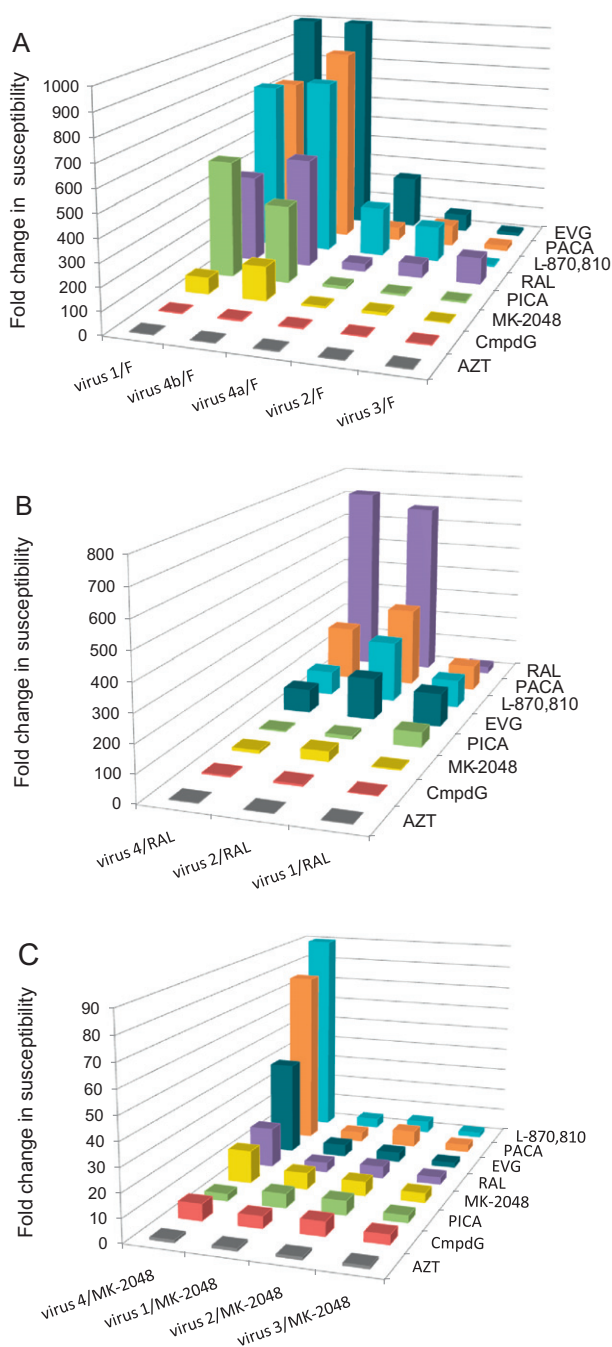 A
Fold change in susceptibility
1000
900
800
700
600
500
400
300
200
100
0
virus 1/F
virus 4b/F
virus 4a/F
virus 2/F
virus 3/F
EVG
PACA
L-870,810
RAL
PICA
MK-2048
CmpdG
AZT
B
Fold change in susceptibility
800
700
600
500
400
300
200
100
0
virus 4/RAL
virus 2/RAL
virus 1/RAL
RAL
PACA
L-870,810
EVG
PICA
MK-2048
CmpdG
AZT
C
Fold change in susceptibility
90
80
70
60
50
40
30
20
10
0
virus 4/MK-2048
virus 1/MK-2048
virus 2/MK-2048
virus 3/MK-2048
L-870,810
PACA
EVG
RAL
MK-2048
PICA
CmpdG
AZT